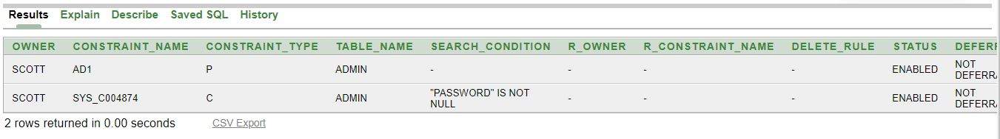 Results Explain Describe Saved SQL History
OWNER CONSTRAINT_NAME CONSTRAINT_TYPE TABLE_NAME SEARCH_CONDITION R_OWNER R_CONSTRAINT_NAME DELETE_RULE STATUS DEFERR
SCOTT AD1 P ADMIN - - - - ENABLED NOT
DEFERRA
SCOTT SYS_C004874 C ADMIN "PASSWORD" IS NOT - - - ENABLED NOT
NULL DEFERRA
2 rows returned in 0.00 seconds CSV Export